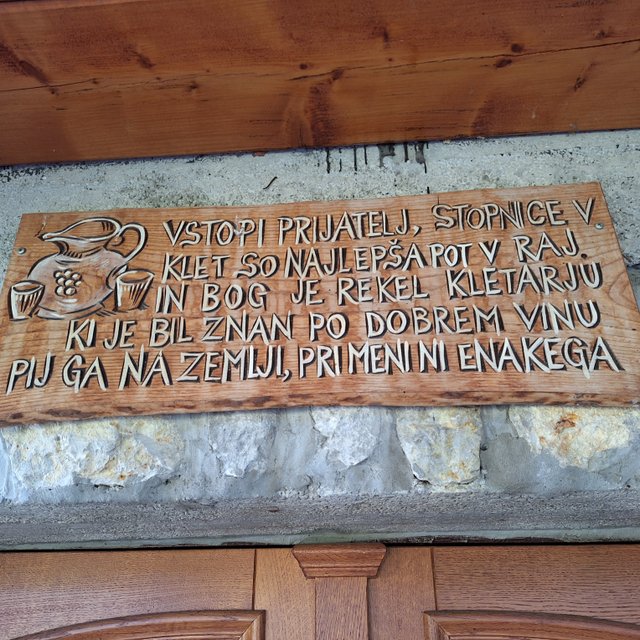 VSTOPI PRIJATELJ, STOPNICE V
KLET SO NAJLEPŠA POT V RAJ.
IN BOG JE REKEL KLETARJU
KI JE BIL ZNAN PO DOBREM VINU
PIJ GA NA ZEMLJI, PRI MENI NI ENAKEGA